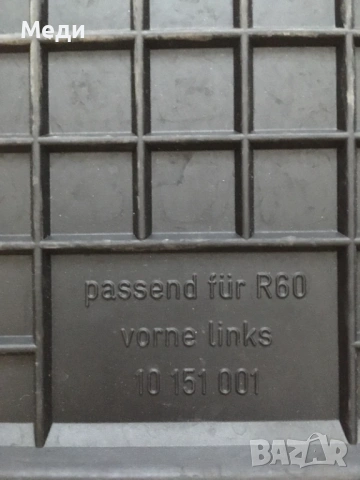 Меди
passend für R60
vorne links
10 151 001
BAZAR